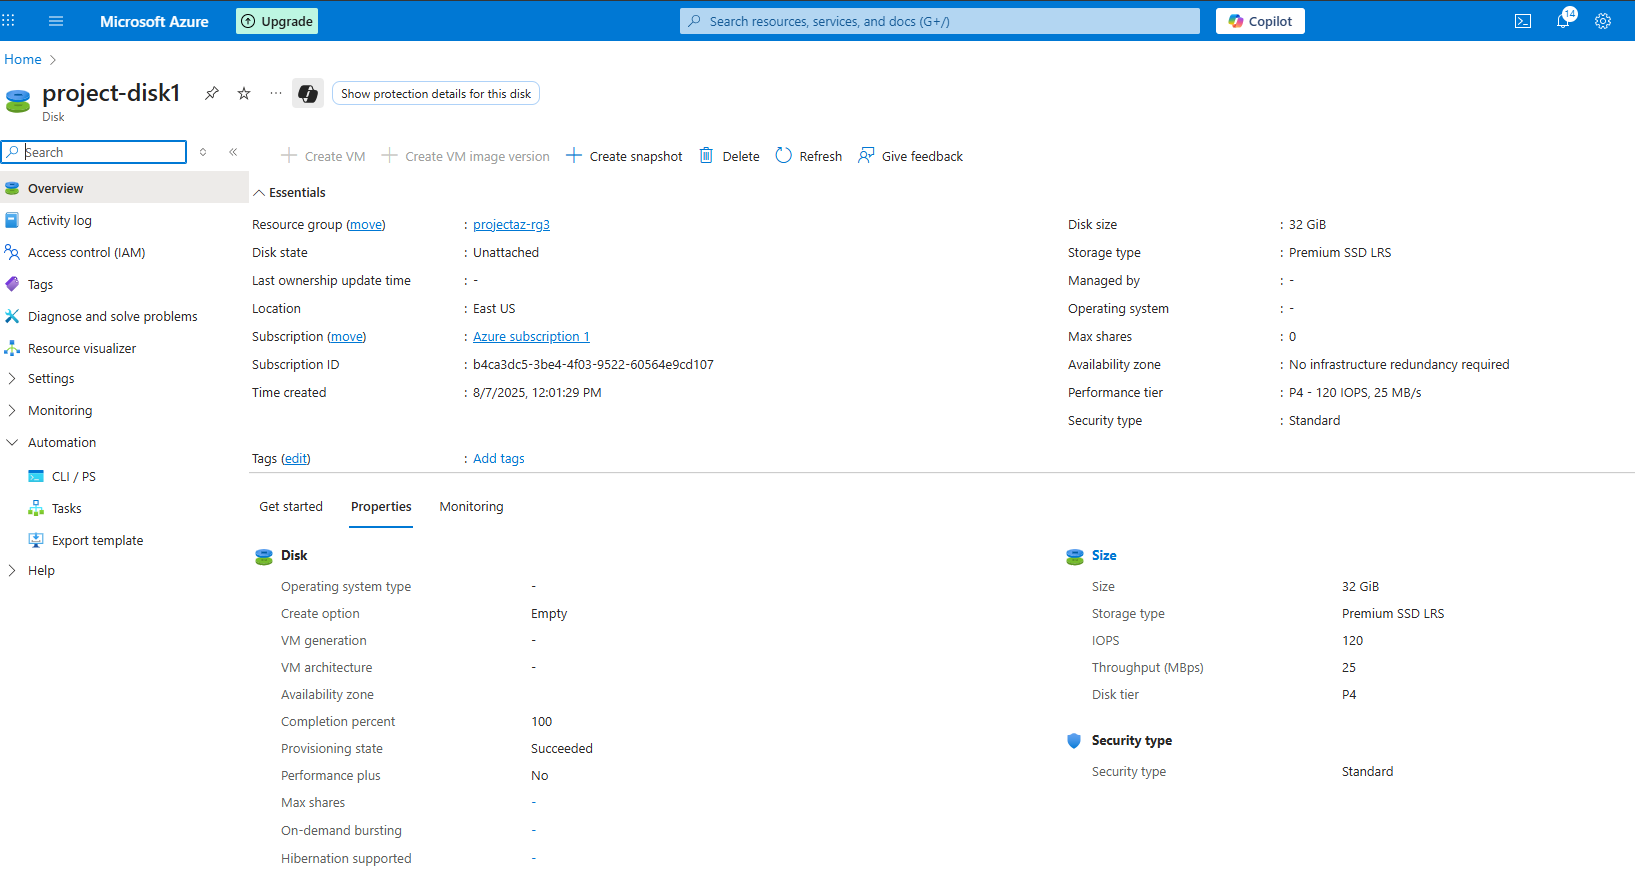 Microsoft Azure
Upgrade
Search resources, services, and docs (G+/)
Copilot
14
Home
project-disk1
Disk
Show protection details for this disk
Search
Create VM
Create VM image version
Create snapshot
Delete
Refresh
Give feedback
Overview
Activity log
Access control (IAM)
Tags
Diagnose and solve problems
Resource visualizer
Settings
Monitoring
Automation
CLI / PS
Tasks
Export template
Help
Essentials
Resource group (move) : projectaz-rg3
Disk state : Unattached
Last ownership update time : -
Location : East US
Subscription (move) : Azure subscription 1
Subscription ID : b4ca3dc5-3be4-4f03-9522-60564e9cd107
Time created : 8/7/2025, 12:01:29 PM
Disk size : 32 GiB
Storage type : Premium SSD LRS
Managed by : -
Operating system : -
Max shares : 0
Availability zone : No infrastructure redundancy required
Performance tier : P4 - 120 IOPS, 25 MB/s
Security type : Standard
Tags (edit) : Add tags
Get started
Properties
Monitoring
Disk
Operating system type -
Create option Empty
VM generation -
VM architecture -
Availability zone
Completion percent 100
Provisioning state Succeeded
Performance plus No
Max shares -
On-demand bursting -
Hibernation supported -
Size
Size 32 GiB
Storage type Premium SSD LRS
IOPS 120
Throughput (MBps) 25
Disk tier P4
Security type
Security type Standard